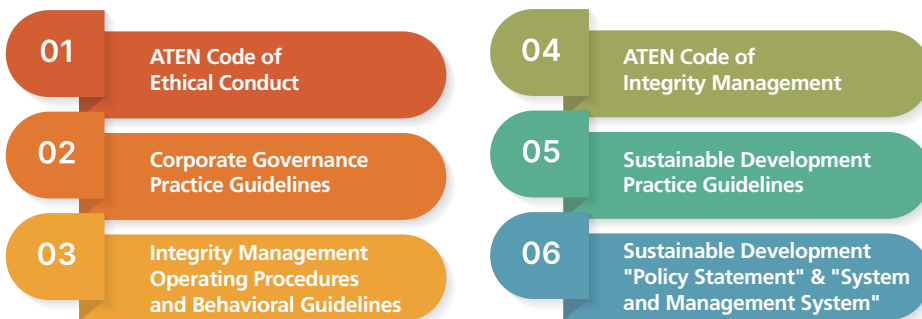 01
ATEN Code of
Ethical Conduct
02
Corporate Governance
Practice Guidelines
03
Integrity Management
Operating Procedures
and Behavioral Guidelines
04
ATEN Code of
Integrity Management
05
Sustainable Development
Practice Guidelines
06
Sustainable Development
"Policy Statement" & "System
and Management System"